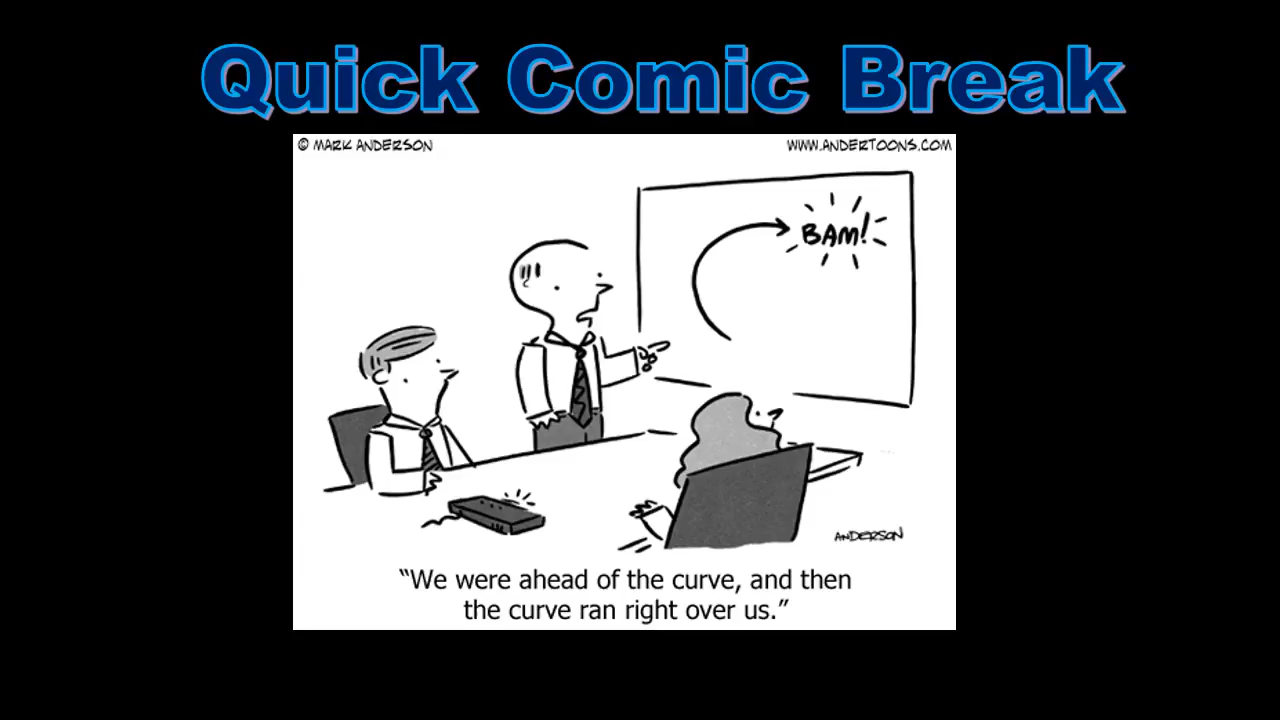 Quick Comic Break
© MARK ANDERSON
WWW.ANDERTOONS.COM
BAM!
ANDERSON
“We were ahead of the curve, and then
the curve ran right over us.”